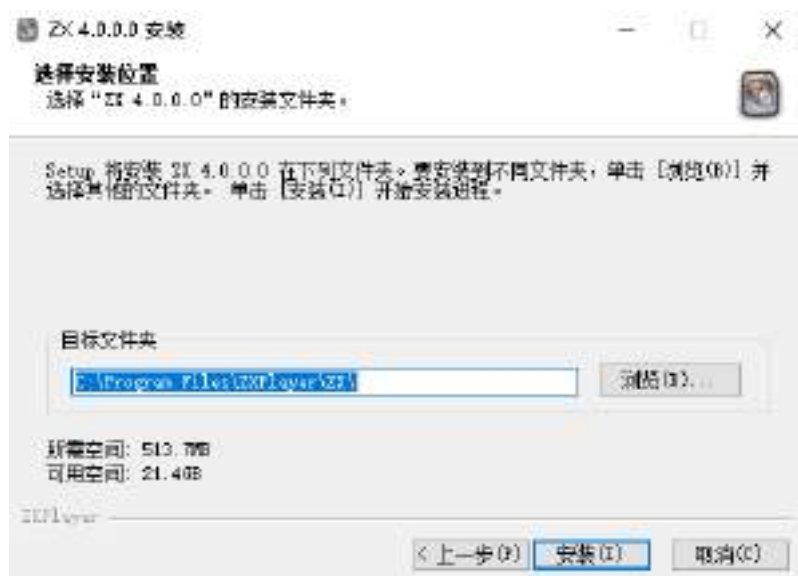 ZX 4.0.0.0 安装
选择安装位置
选择“ZX 4.0.0.0”的安装文件夹。
Setup 将安装 ZX 4.0.0.0 在下列文件夹。要安装到不同文件夹，单击 [浏览(B)] 并
选择其他的文件夹。 单击 [安装(I)] 开始安装进程。
目标文件夹
C:\Program Files\ZXPlayer\ZX\
浏览(B)...
所需空间: 513.7MB
可用空间: 21.4GB
ZXPlayer
< 上一步(P)
安装(I)
取消(C)